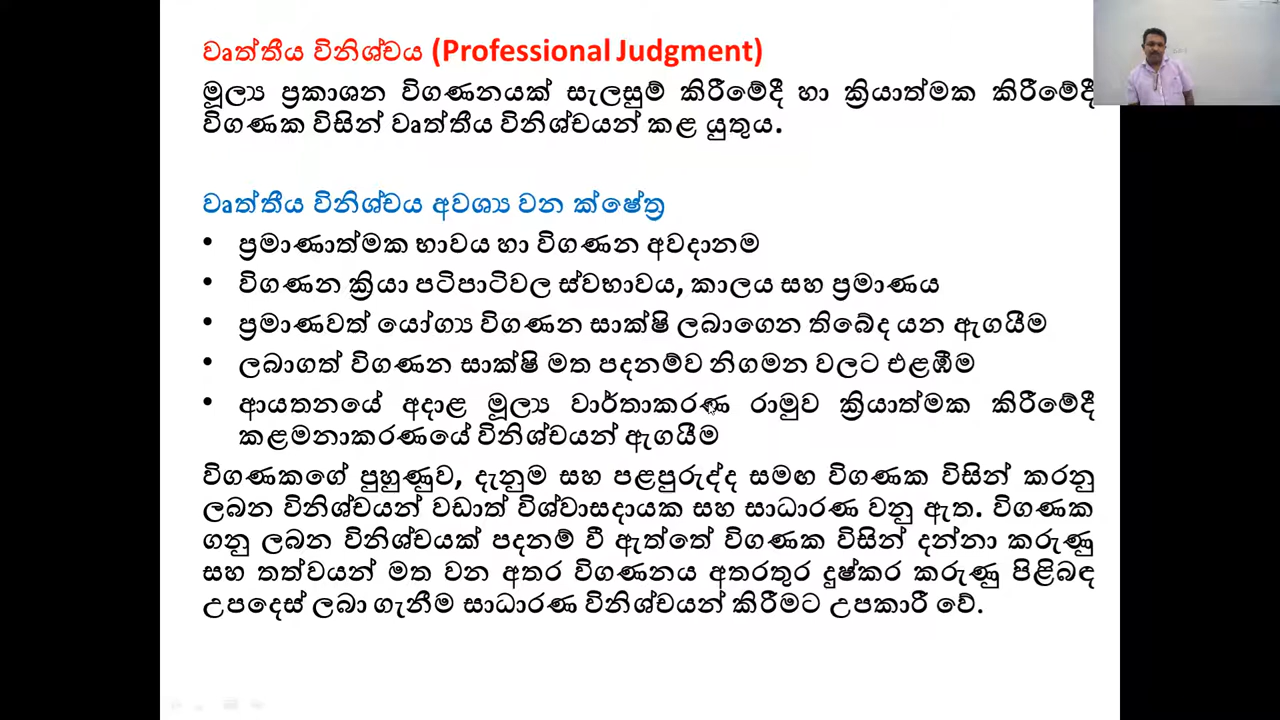 වෘත්තීය විනිශ්චය (Professional Judgment)
මූල්‍ය ප්‍රකාශන විගණනයක් සැලසුම් කිරීමේදී හා ක්‍රියාත්මක කිරීමේදී
විගණක විසින් වෘත්තීය විනිශ්චයන් කළ යුතුය.
වෘත්තීය විනිශ්චය අවශ්‍ය වන ක්ෂේත්‍ර
• ප්‍රමාණාත්මක භාවය හා විගණන අවදානම
• විගණන ක්‍රියා පටිපාටිවල ස්වභාවය, කාලය සහ ප්‍රමාණය
• ප්‍රමාණවත් යෝග්‍ය විගණන සාක්ෂි ලබාගෙන තිබේද යන ඇගයීම
• ලබාගත් විගණන සාක්ෂි මත පදනම්ව නිගමන වලට එළඹීම
• ආයතනයේ අදාළ මූල්‍ය වාර්තාකරණ රාමුව ක්‍රියාත්මක කිරීමේදී
කළමනාකරණයේ විනිශ්චයන් ඇගයීම
විගණකගේ පුහුණුව, දැනුම සහ පළපුරුද්ද සමඟ විගණක විසින් කරනු
ලබන විනිශ්චයන් වඩාත් විශ්වාසදායක සහ සාධාරණ වනු ඇත. විගණක
ගනු ලබන විනිශ්චයක් පදනම් වී ඇත්තේ විගණක විසින් දන්නා කරුණු
සහ තත්වයන් මත වන අතර විගණනය අතරතුර දුෂ්කර කරුණු පිළිබඳ
උපදෙස් ලබා ගැනීම සාධාරණ විනිශ්චයන් කිරීමට උපකාරී වේ.